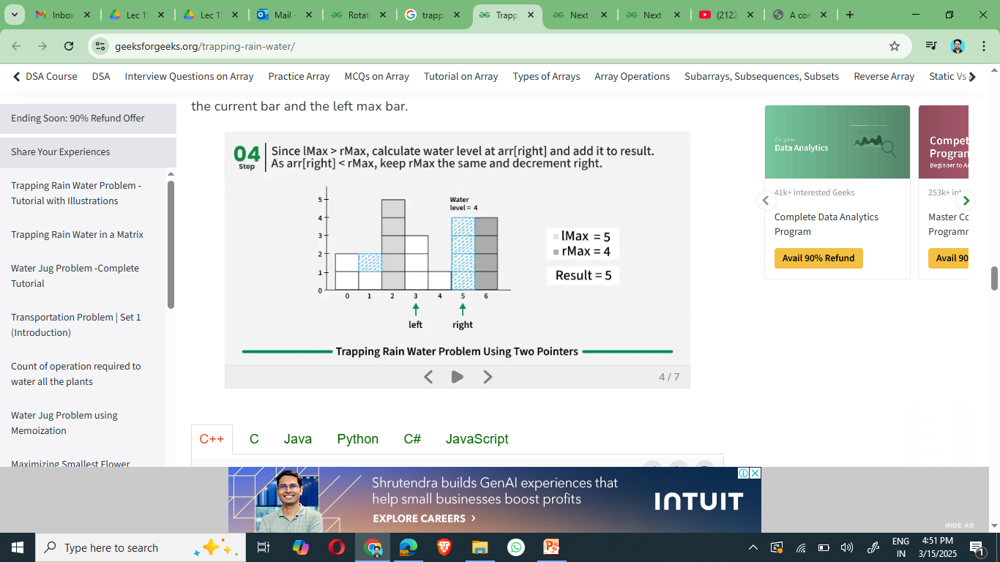 Inbox
Lec 1
Lec 1
Mail -
Rotat
trapp
Trapp
Next
Next
(2122
A con
geeksforgeeks.org/trapping-rain-water/
DSA Course
DSA
Interview Questions on Array
Practice Array
MCQs on Array
Tutorial on Array
Types of Arrays
Array Operations
Subarrays, Subsequences, Subsets
Reverse Array
Static Vs
Ending Soon: 90% Refund Offer
Share Your Experiences
Trapping Rain Water Problem -
Tutorial with Illustrations
Trapping Rain Water in a Matrix
Water Jug Problem -Complete
Tutorial
Transportation Problem | Set 1
(Introduction)
Count of operation required to
water all the plants
Water Jug Problem using
Memoization
Maximizing Smallest Flower
the current bar and the left max bar.
04
Step
Since lMax > rMax, calculate water level at arr[right] and add it to result.
As arr[right] < rMax, keep rMax the same and decrement right.
Water
level = 4
5
4
3
2
1
0
0 1 2 3 4 5 6
left
right
lMax = 5
rMax = 4
Result = 5
Trapping Rain Water Problem Using Two Pointers
4 / 7
C++
C
Java
Python
C#
JavaScript
Complete
Data Analytics
41k+ interested Geeks
Complete Data Analytics
Program
Avail 90% Refund
Compet
Program
Beginner to A
253k+ int
Master Co
Programm
Avail 90
Shrutendra builds GenAI experiences that
help small businesses boost profits
EXPLORE CAREERS >
INTUIT
HIDE AD
Type here to search
ENG
IN
4:51 PM
3/15/2025
1